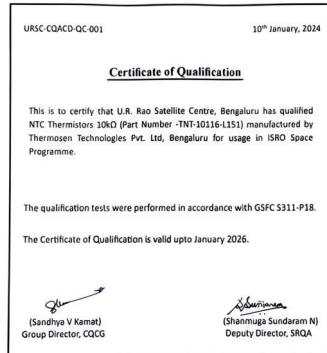 URSC-CQACD-QC-001 10th January, 2024
Certificate of Qualification
This is to certify that U.R. Rao Satellite Centre, Bengaluru has qualified
NTC Thermistors 10kΩ (Part Number -TNT-10116-L151) manufactured by
Thermosen Technologies Pvt. Ltd, Bengaluru for usage in ISRO Space
Programme.
The qualification tests were performed in accordance with GSFC S311-P18.
The Certificate of Qualification is valid upto January 2026.
(Sandhya V Kamat) (Shanmuga Sundaram N)
Group Director, CQCG Deputy Director, SRQA